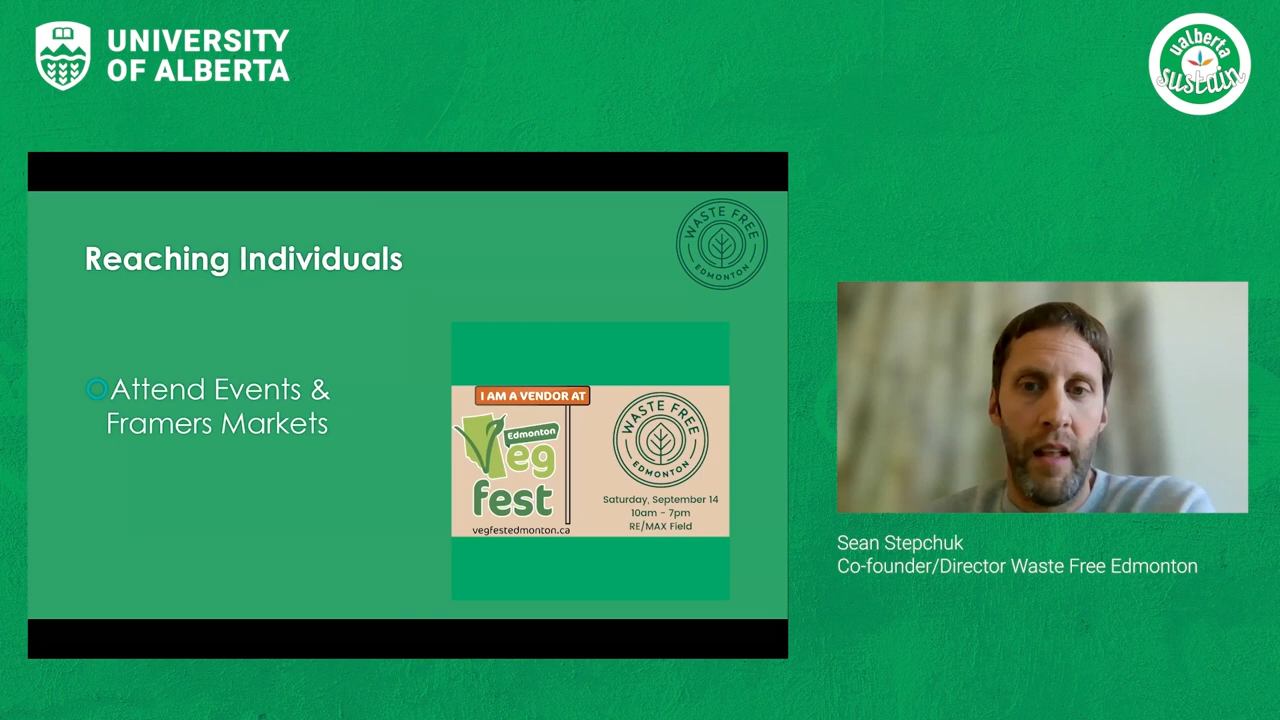 UNIVERSITY
OF ALBERTA
ualberta
sustain
WASTE FREE
EDMONTON
Reaching Individuals
Attend Events &
Framers Markets
I AM A VENDOR AT
Edmonton
Veg
fest
vegfestedmonton.ca
WASTE FREE
EDMONTON
Saturday, September 14
10am - 7pm
RE/MAX Field
Sean Stepchuk
Co-founder/Director Waste Free Edmonton